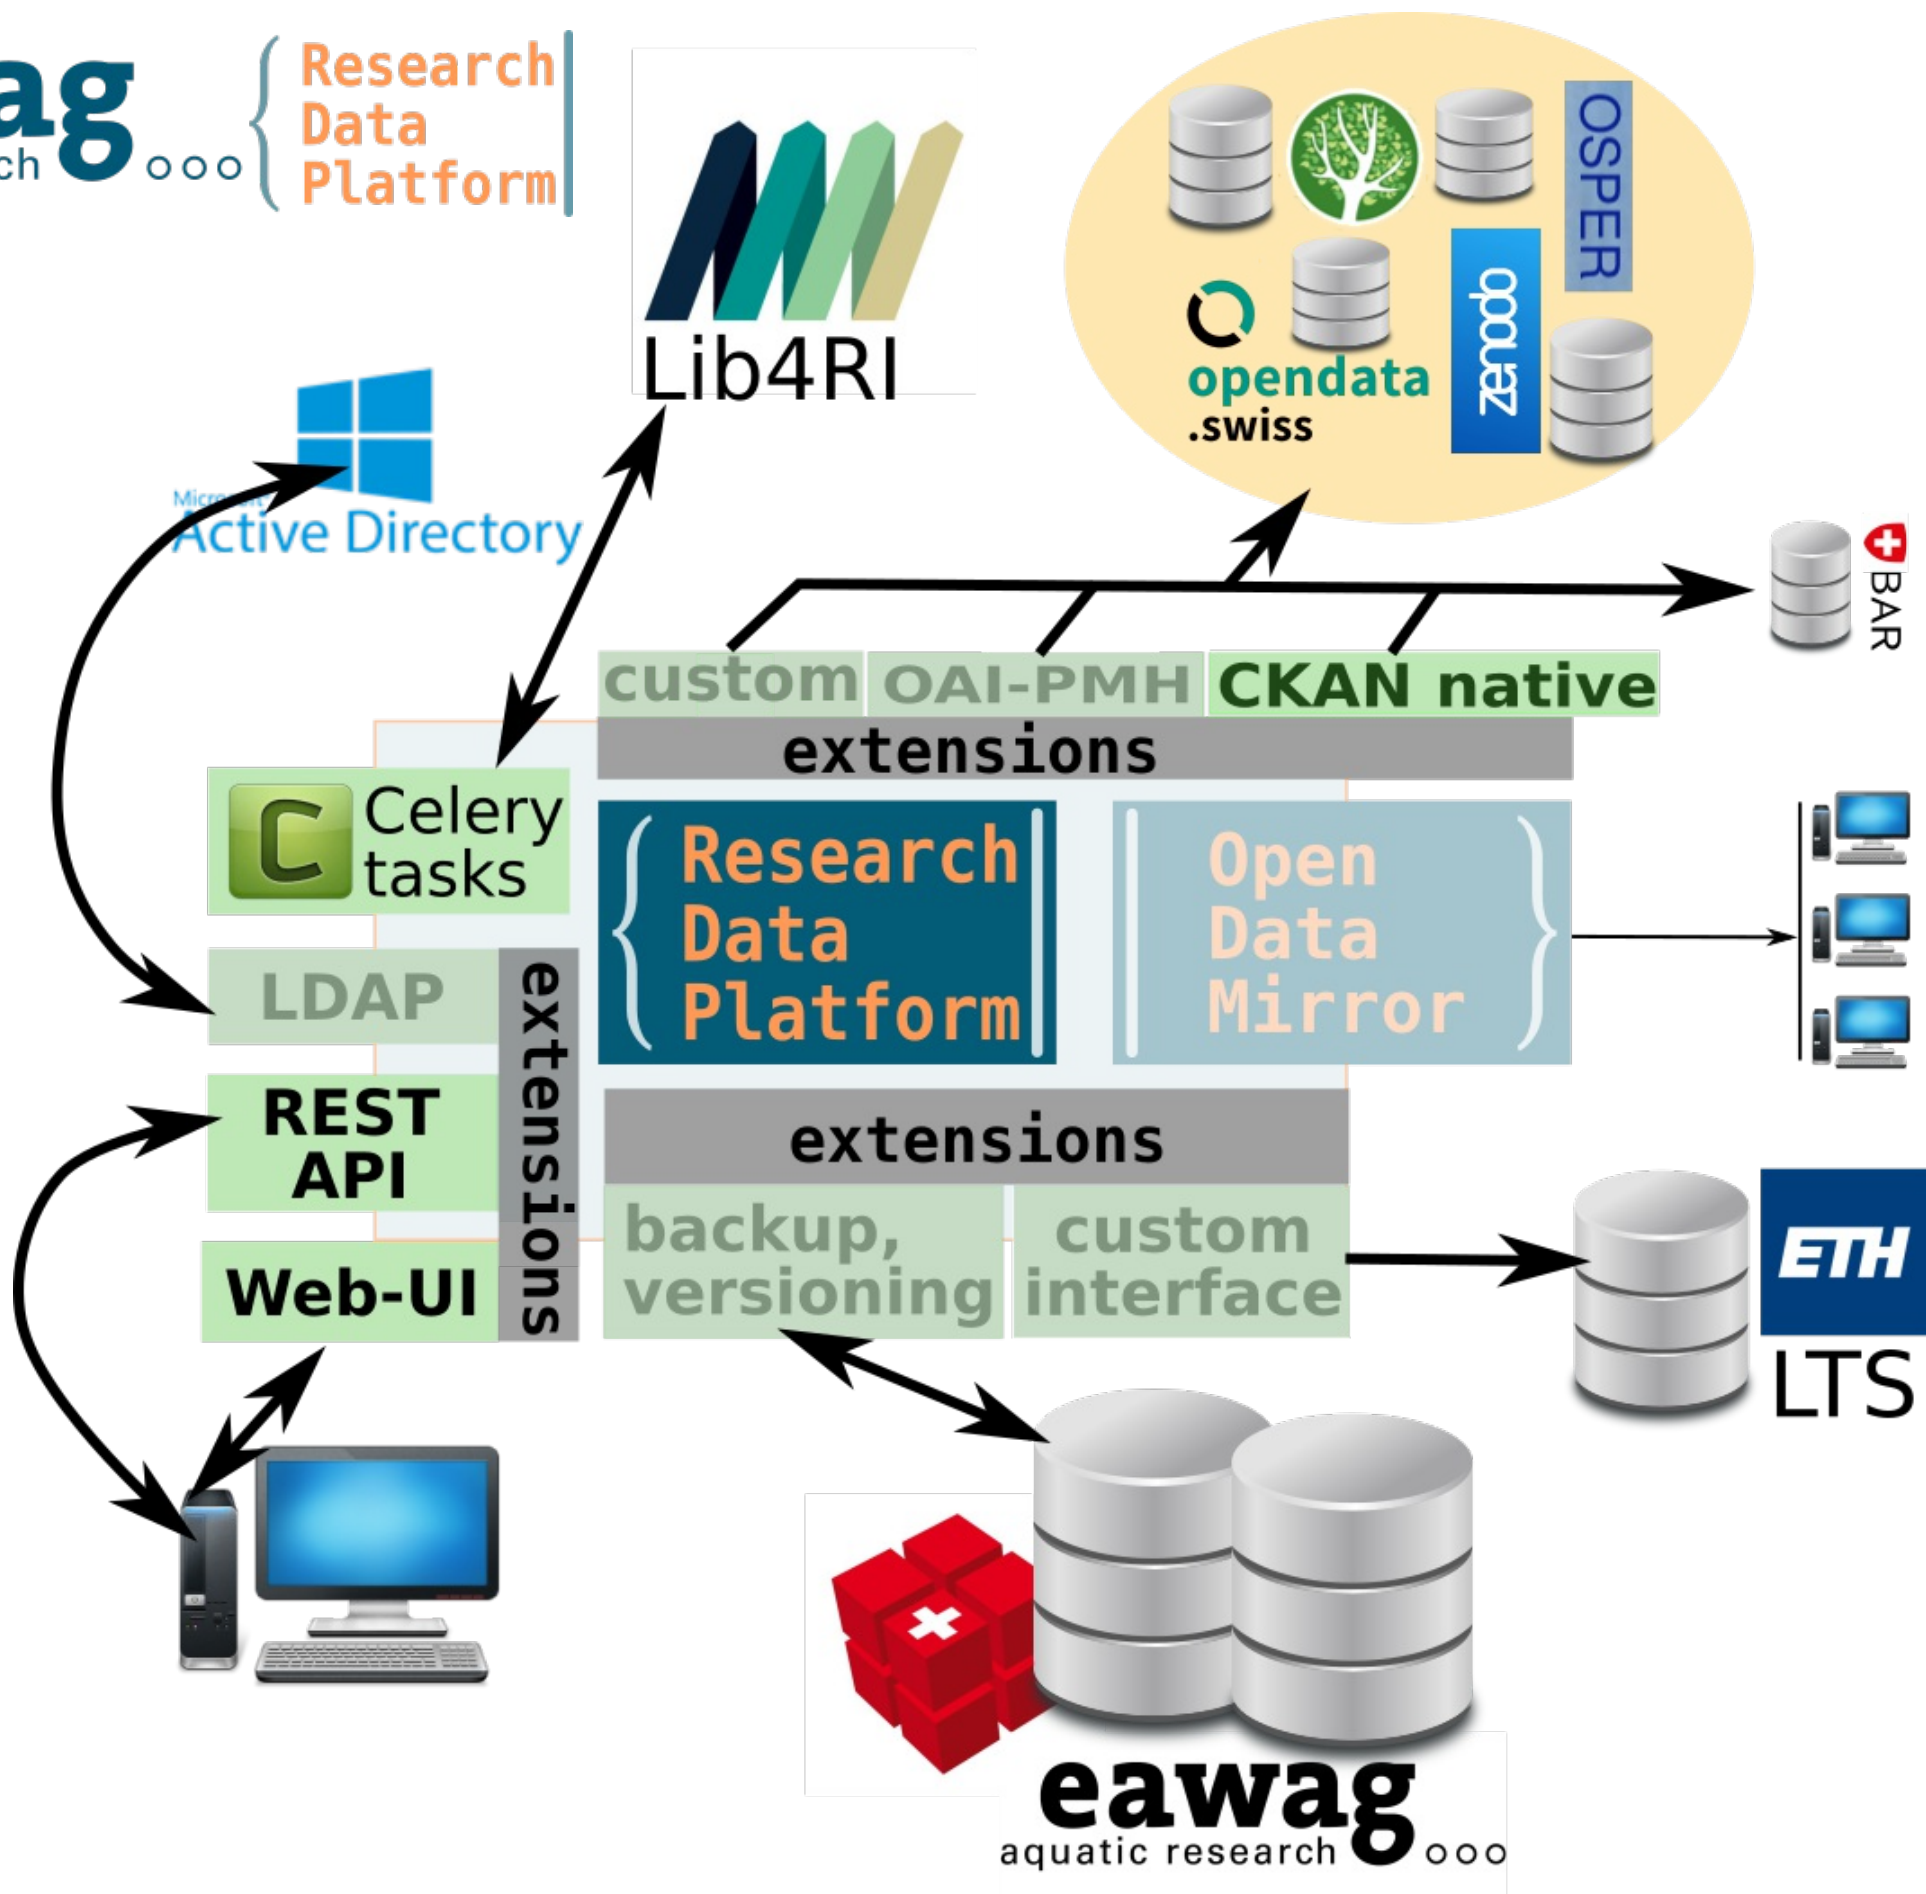 ag
ch
Research
Data
Platform
Lib4RI
OSPER
zenodo
opendata
.swiss
Microsoft
Active Directory
BAR
custom
OAI-PMH
CKAN native
extensions
C
Celery
tasks
Research
Data
Platform
Open
Data
Mirror
LDAP
extensions
REST
API
extensions
backup,
versioning
custom
interface
Web-UI
ETH
LTS
eawag
aquatic research